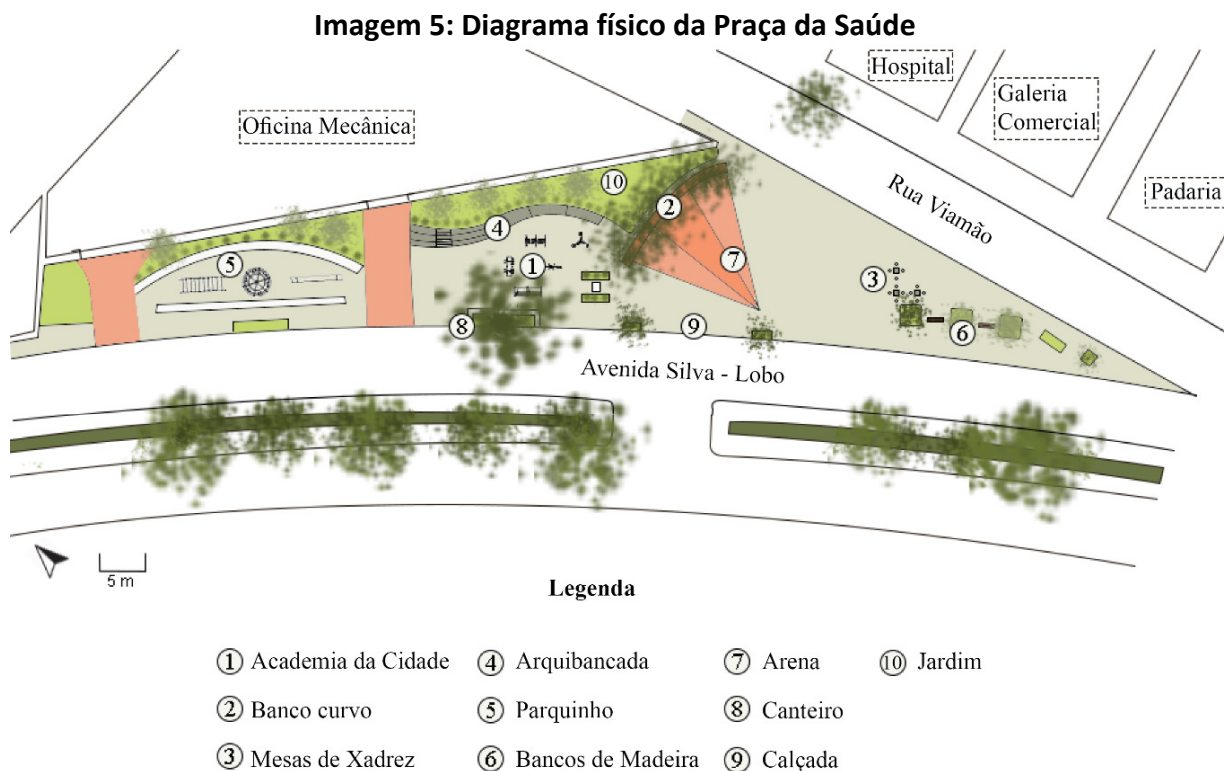 Imagem 5: Diagrama físico da Praça da Saúde
Hospital
Galeria
Comercial
Oficina Mecânica
Padaria
Rua Viamão
10
2
4
5
1
7
3
8
9
6
Avenida Silva - Lobo
5 m
Legenda
1 Academia da Cidade
4 Arquibancada
7 Arena
10 Jardim
2 Banco curvo
5 Parquinho
8 Canteiro
3 Mesas de Xadrez
6 Bancos de Madeira
9 Calçada